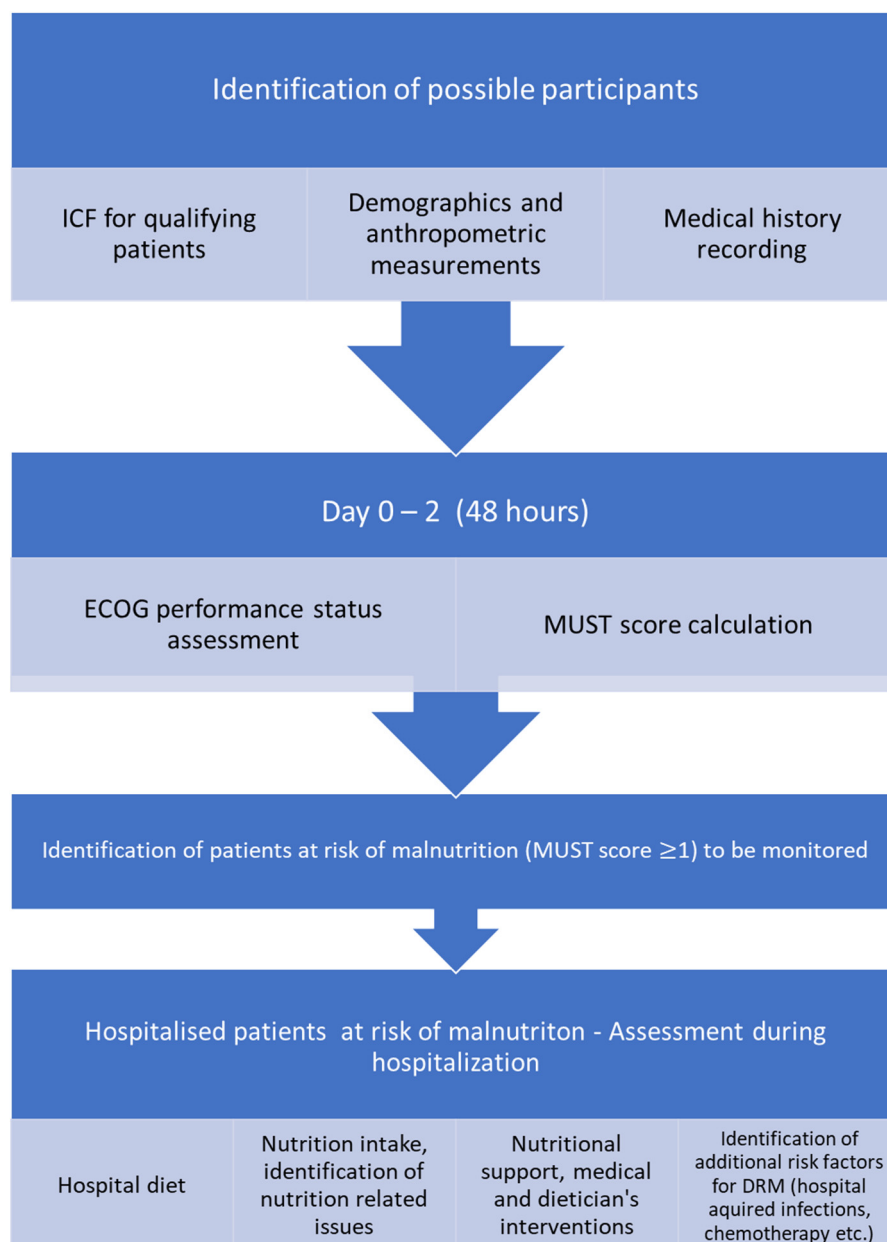 Identification of possible participants
ICF for qualifying
patients
Demographics and
anthropometric
measurements
Medical history
recording
Day 0 – 2  (48 hours)
ECOG performance status
assessment
MUST score calculation
Identification of patients at risk of malnutrition (MUST score ≥1) to be monitored
Hospitalised patients  at risk of malnutriton - Assessment during
hospitalization
Hospital diet
Nutrition intake,
identification of
nutrition related
issues
Nutritional
support, medical
and dietician's
interventions
Identification of
additional risk factors
for DRM (hospital
aquired infections,
chemotherapy etc.)